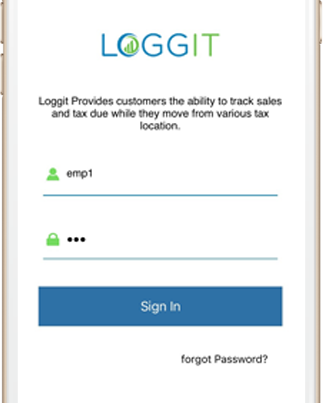 LOGGIT
Loggit Provides customers the ability to track sales
and tax due while they move from various tax
location.
emp1
•••
Sign In
forgot Password?